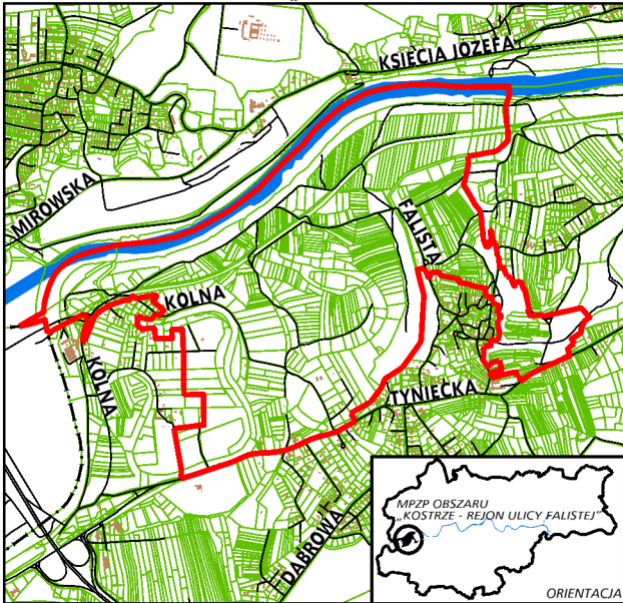 KSIĘCIA JÓZEFA
MIROWSKA
FALISTA
KOLNA
KOLNA
TYNIECKA
DĄBROWA
MPZP OBSZARU
„KOSTRZE - REJON ULICY FALISTEJ"
ORIENTACJA